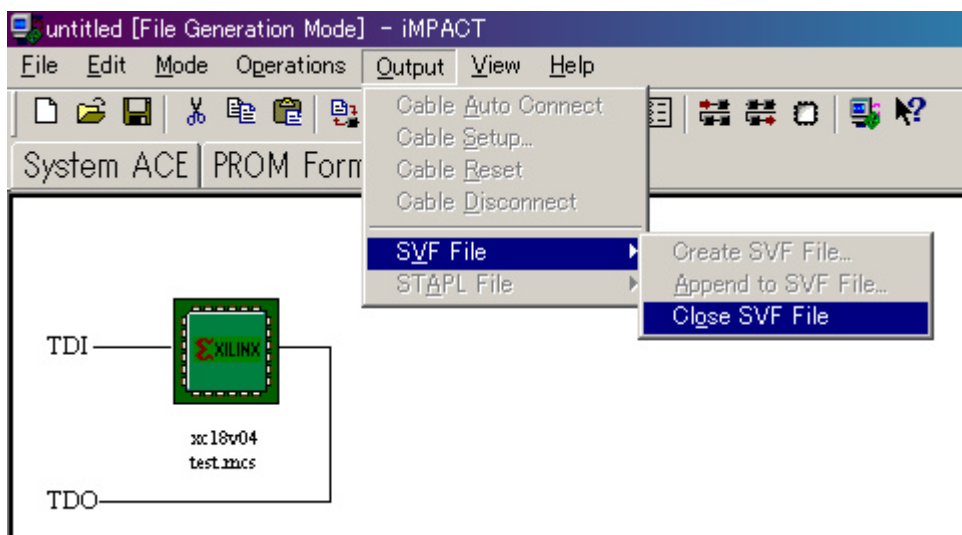 untitled [File Generation Mode] - iMPACT
File Edit Mode Operations Output View Help
Cable Auto Connect
Cable Setup...
Cable Reset
Cable Disconnect
System ACE PROM Form
SVF File
STAPL File
Create SVF File...
Append to SVF File...
Close SVF File
TDI
XILINX
xc18v04
test.mcs
TDO